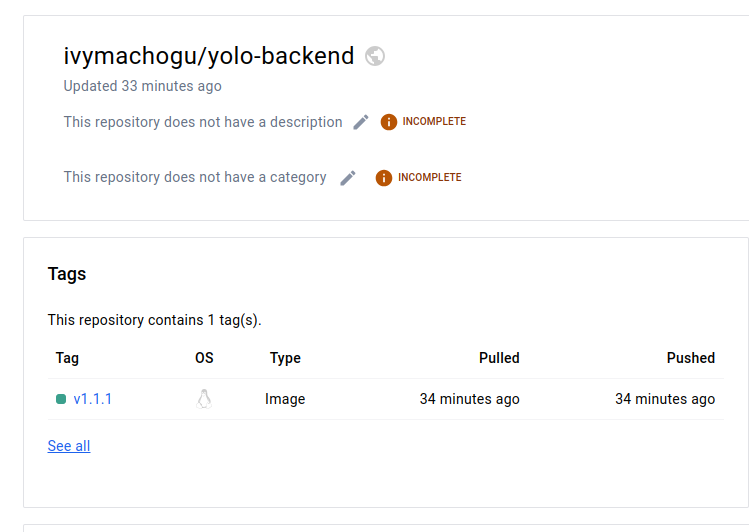 ivymachogu/yolo-backend
Updated 33 minutes ago
This repository does not have a description INCOMPLETE
This repository does not have a category INCOMPLETE
Tags
This repository contains 1 tag(s).
Tag OS Type Pulled Pushed
v1.1.1 Image 34 minutes ago 34 minutes ago
See all